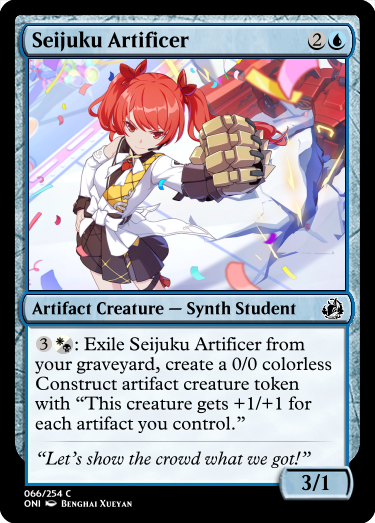 Seijuku Artificer 2
Artifact Creature — Synth Student
3: Exile Seijuku Artificer from
your graveyard, create a 0/0 colorless
Construct artifact creature token
with “This creature gets +1/+1 for
each artifact you control.”
“Let’s show the crowd what we got!”
3/1
066/254 C
ONI Benghai Xueyan